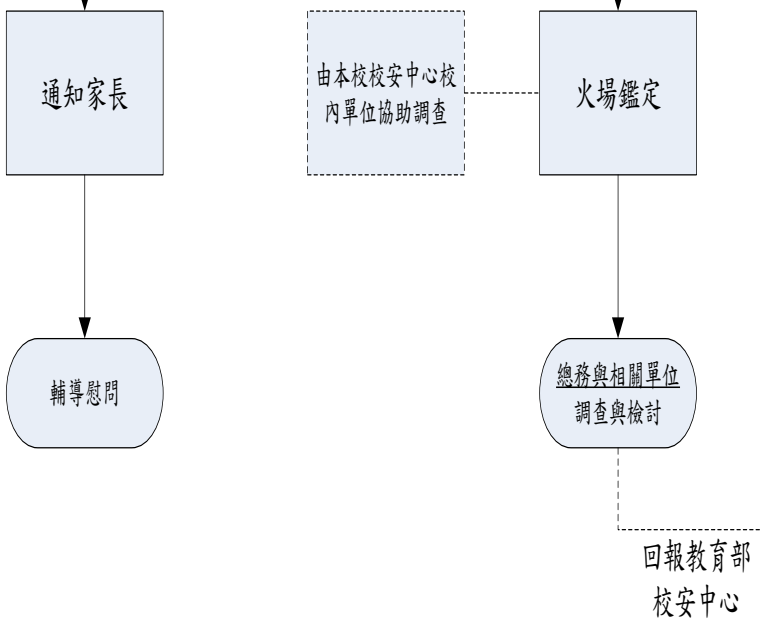 通知家長
由本校校安中心校
內單位協助調查
火場鑑定
輔導慰問
總務與相關單位
調查與檢討
回報教育部
校安中心